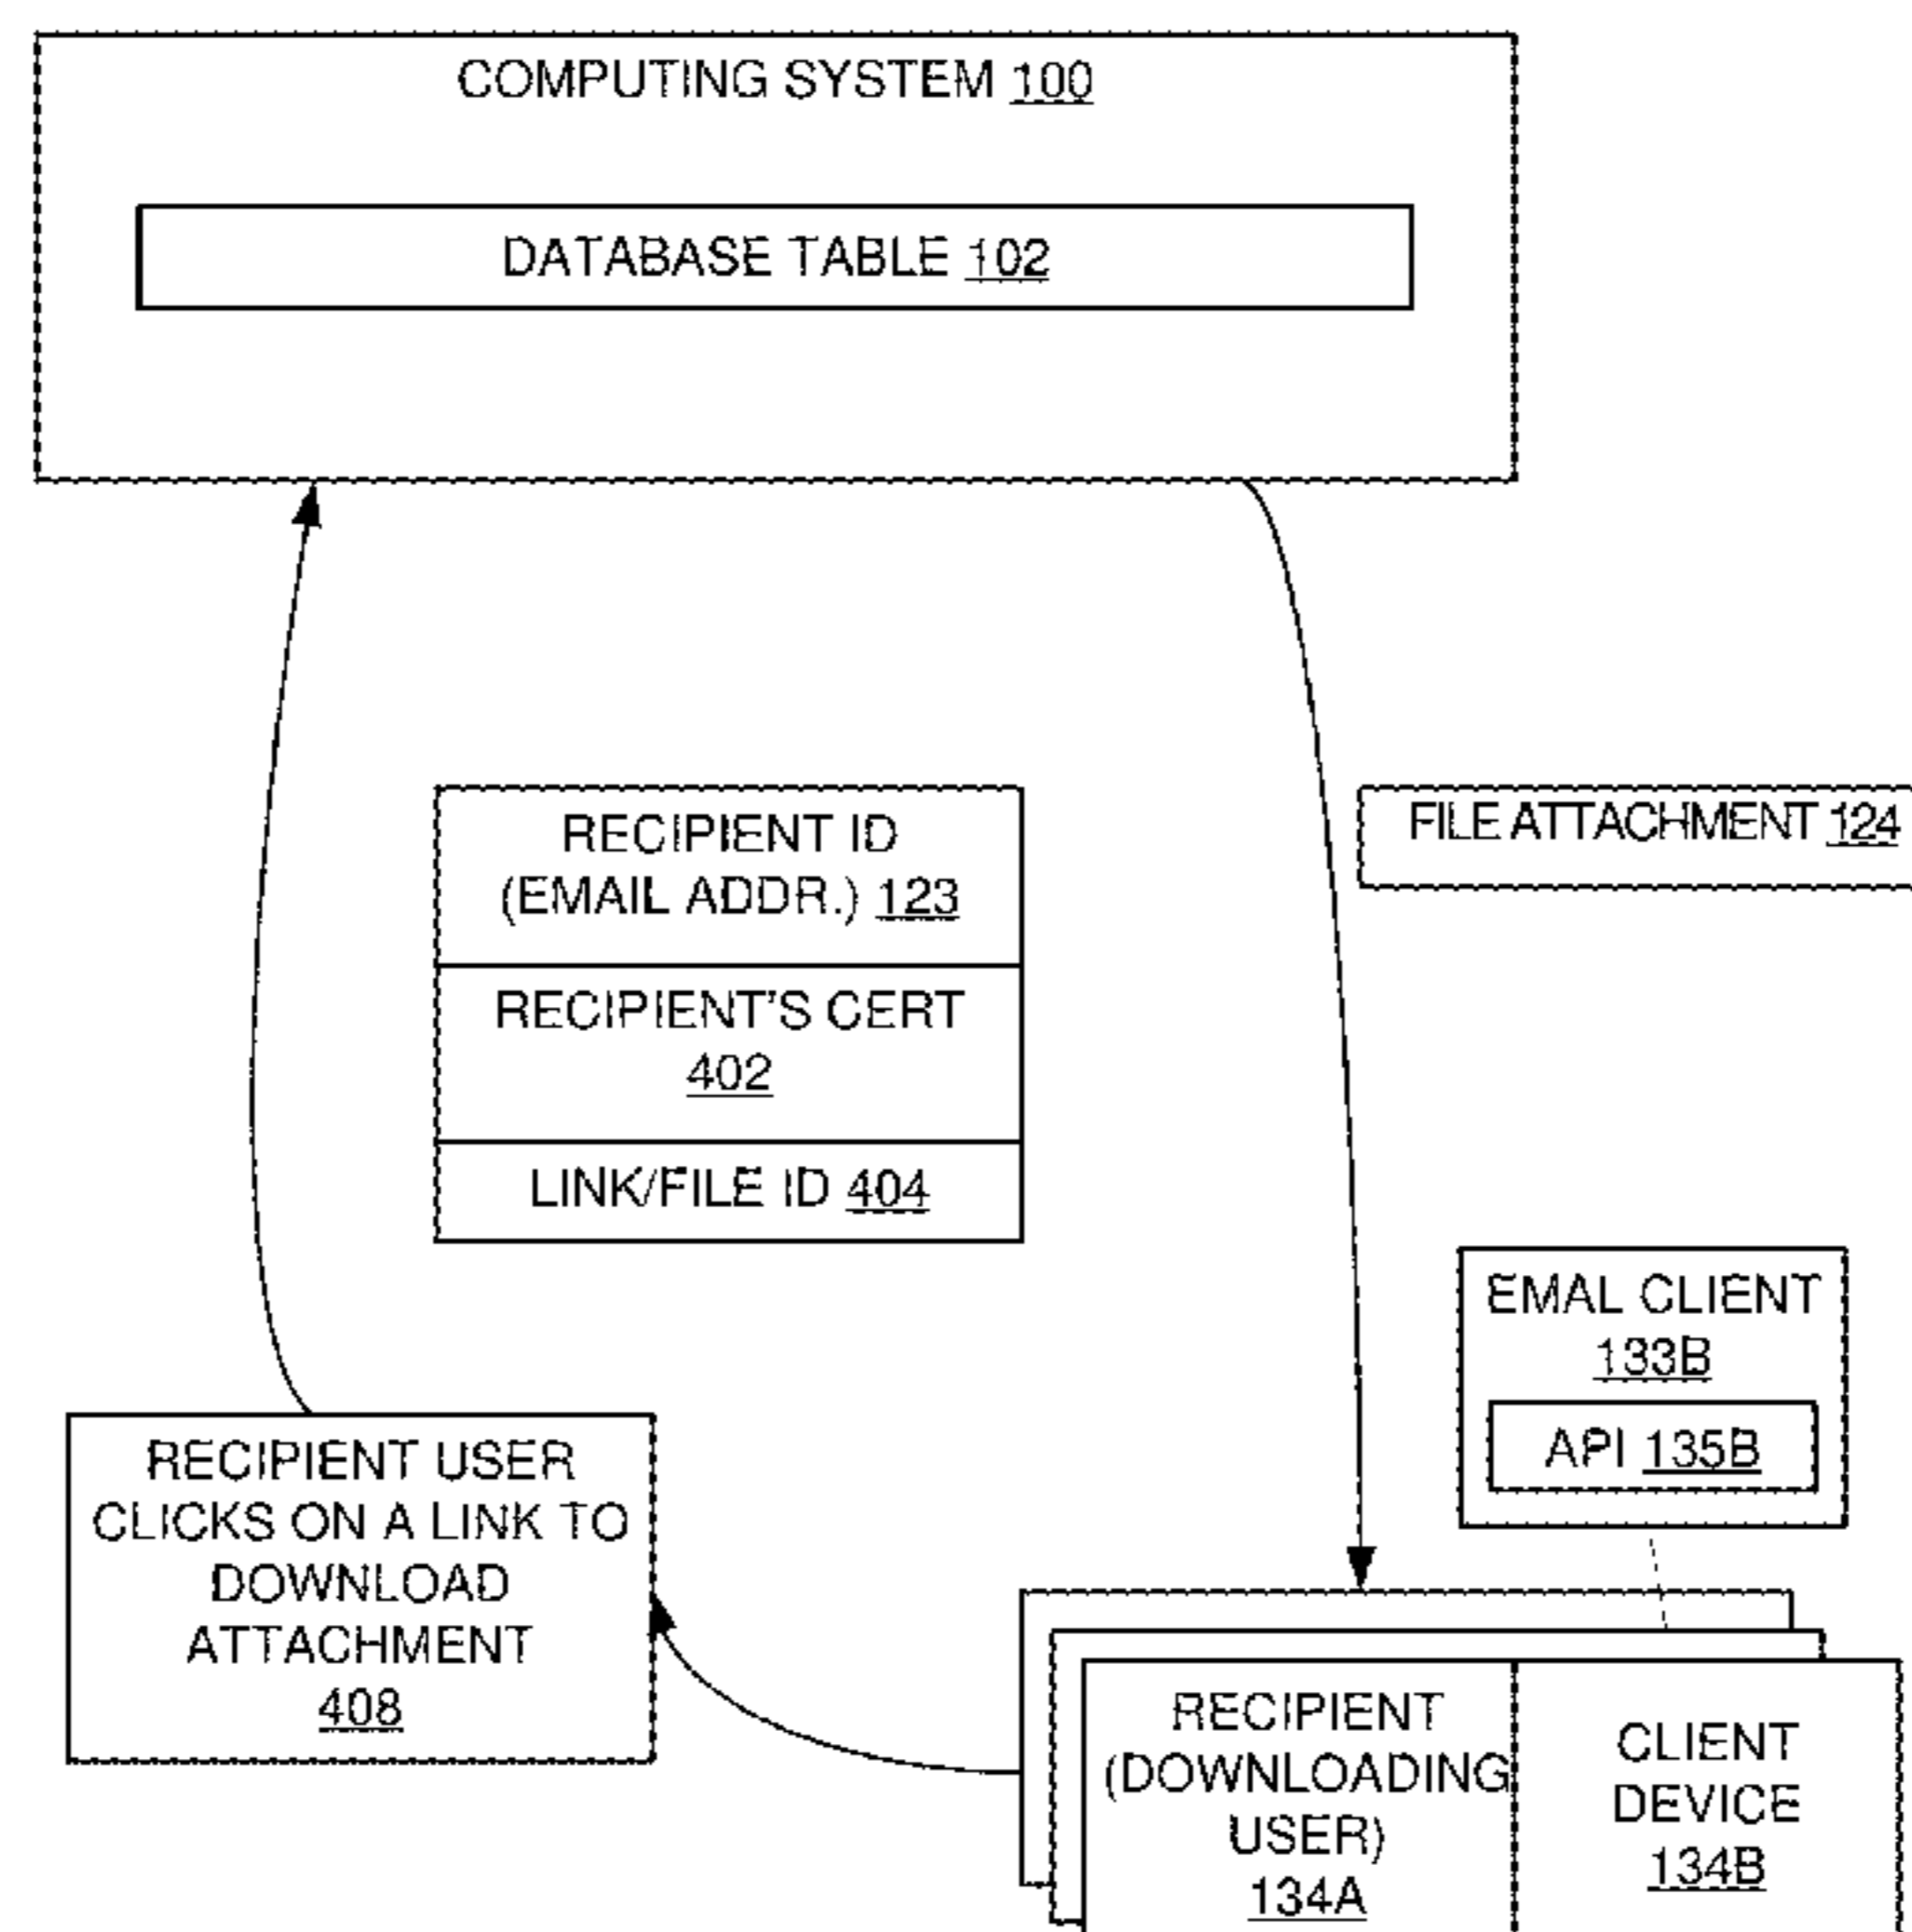 COMPUTING SYSTEM 100
DATABASE TABLE 102
RECIPIENT ID
(EMAIL ADDR.) 123
RECIPIENT'S CERT
402
LINK/FILE ID 404
FILE ATTACHMENT 124
EMAL CLIENT
133B
API 135B
RECIPIENT USER
CLICKS ON A LINK TO
DOWNLOAD
ATTACHMENT
408
RECIPIENT
(DOWNLOADING
USER)
134A
CLIENT
DEVICE
134B